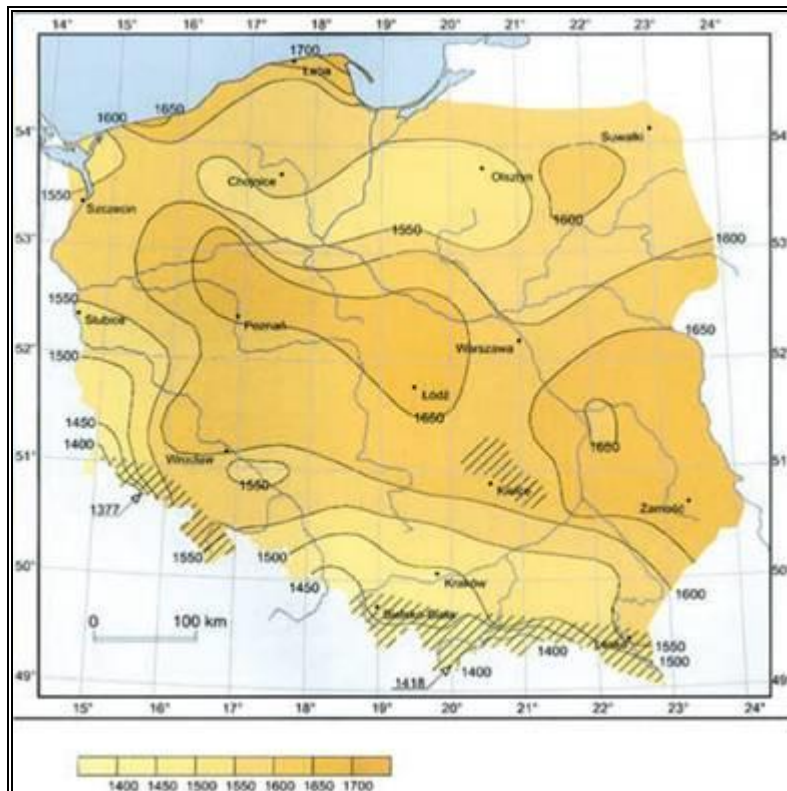 14° 15° 16° 17° 18° 19° 20° 21° 22° 23° 24°
1700
Łeba
1650
1600
54° 54°
Suwałki
Chojnice
Olsztyn
1550
Szczecin
1600
1550
53° 53°
1600
1550
Słubice
Poznań
1650
Warszawa
52° 52°
1500
Łódź
1650
1450
1680
1400
51° 51°
Wrocław
1550
Kielce
Zamość
1377
1550
1500
50° 50°
1450
Kraków
1600
0 100 km
Bielsko-Biała
Lesko
1550
1400
1500
1400
49° 49°
1418
15° 16° 17° 18° 19° 20° 21° 22° 23° 24°
1400 1450 1500 1550 1600 1650 1700